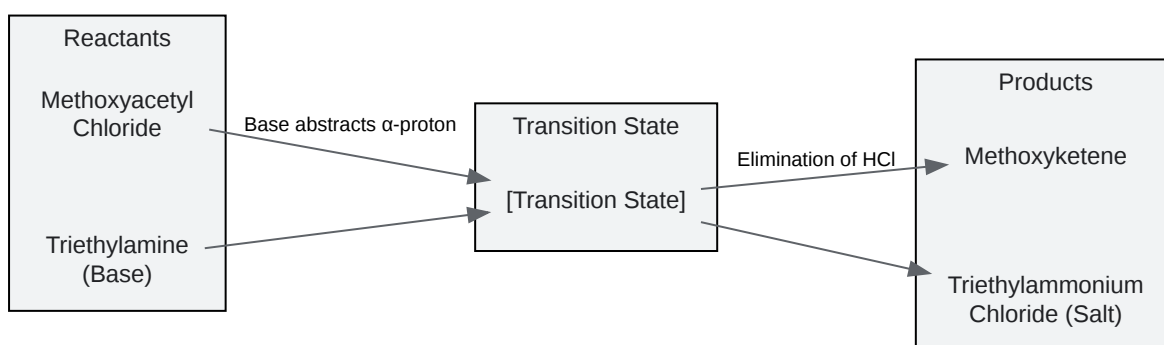 Reactants
Methoxyacetyl
Chloride
Triethylamine
(Base)
Base abstracts α-proton
Transition State
[Transition State]
Elimination of HCl
Products
Methoxyketene
Triethylammonium
Chloride (Salt)